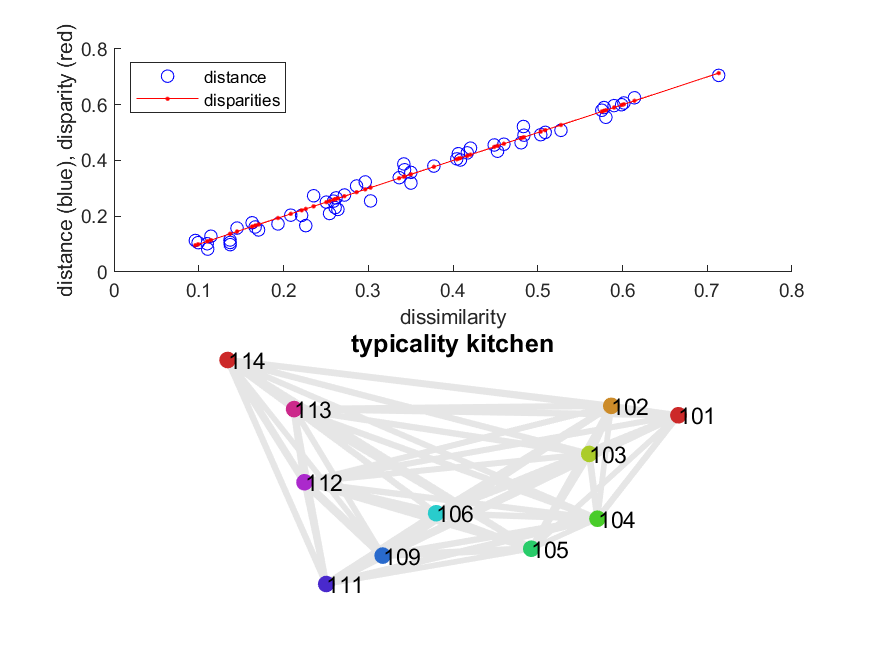 distance (blue), disparity (red)
0.8
0.6
0.4
0.2
0
distance
disparities
0 0.1 0.2 0.3 0.4 0.5 0.6 0.7 0.8
dissimilarity
typicality kitchen
114
113
102
101
103
112
106
104
105
109
111